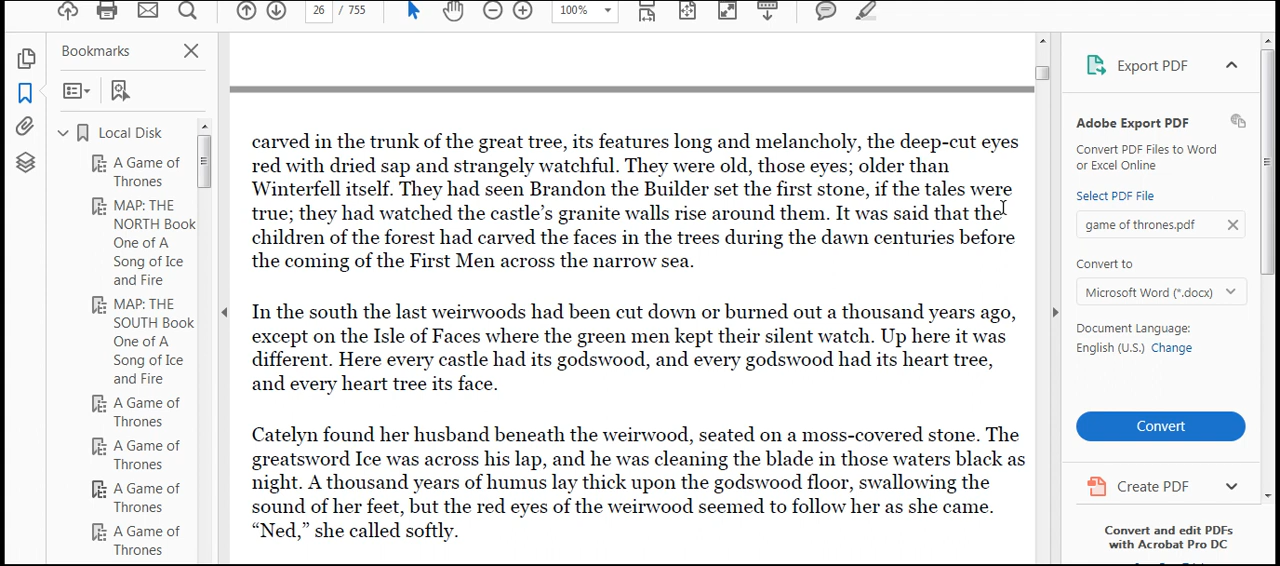 26 / 755
100%
Bookmarks
Local Disk
A Game of
Thrones
MAP: THE
NORTH Book
One of A
Song of Ice
and Fire
MAP: THE
SOUTH Book
One of A
Song of Ice
and Fire
A Game of
Thrones
A Game of
Thrones
A Game of
Thrones
A Game of
Thrones
carved in the trunk of the great tree, its features long and melancholy, the deep-cut eyes
red with dried sap and strangely watchful. They were old, those eyes; older than
Winterfell itself. They had seen Brandon the Builder set the first stone, if the tales were
true; they had watched the castle’s granite walls rise around them. It was said that the
children of the forest had carved the faces in the trees during the dawn centuries before
the coming of the First Men across the narrow sea.
In the south the last weirwoods had been cut down or burned out a thousand years ago,
except on the Isle of Faces where the green men kept their silent watch. Up here it was
different. Here every castle had its godswood, and every godswood had its heart tree,
and every heart tree its face.
Catelyn found her husband beneath the weirwood, seated on a moss-covered stone. The
greatsword Ice was across his lap, and he was cleaning the blade in those waters black as
night. A thousand years of humus lay thick upon the godswood floor, swallowing the
sound of her feet, but the red eyes of the weirwood seemed to follow her as she came.
“Ned,” she called softly.
Export PDF
Adobe Export PDF
Convert PDF Files to Word
or Excel Online
Select PDF File
game of thrones.pdf
Convert to
Microsoft Word (*.docx)
Document Language:
English (U.S.) Change
Convert
Create PDF
Convert and edit PDFs
with Acrobat Pro DC